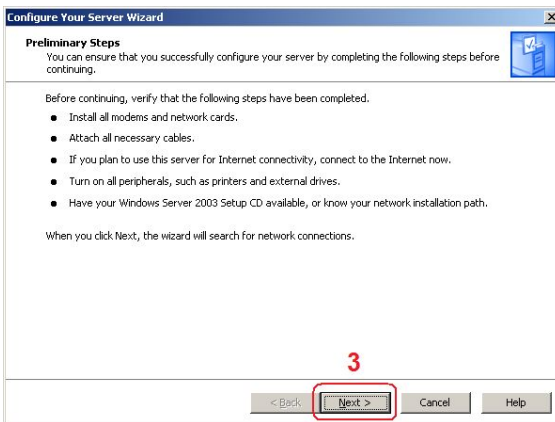 Configure Your Server Wizard
Preliminary Steps
You can ensure that you successfully configure your server by completing the following steps before
continuing.
Before continuing, verify that the following steps have been completed.
• Install all modems and network cards.
• Attach all necessary cables.
• If you plan to use this server for Internet connectivity, connect to the Internet now.
• Turn on all peripherals, such as printers and external drives.
• Have your Windows Server 2003 Setup CD available, or know your network installation path.
When you click Next, the wizard will search for network connections.
3
< Back Next > Cancel Help